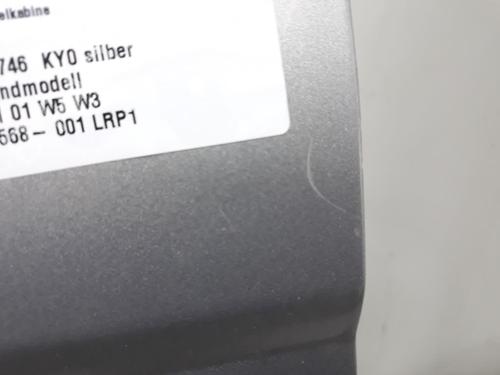 elkabine
746 KY0 silber
ndmodell
01 W5 W3
568- 001 LRP1